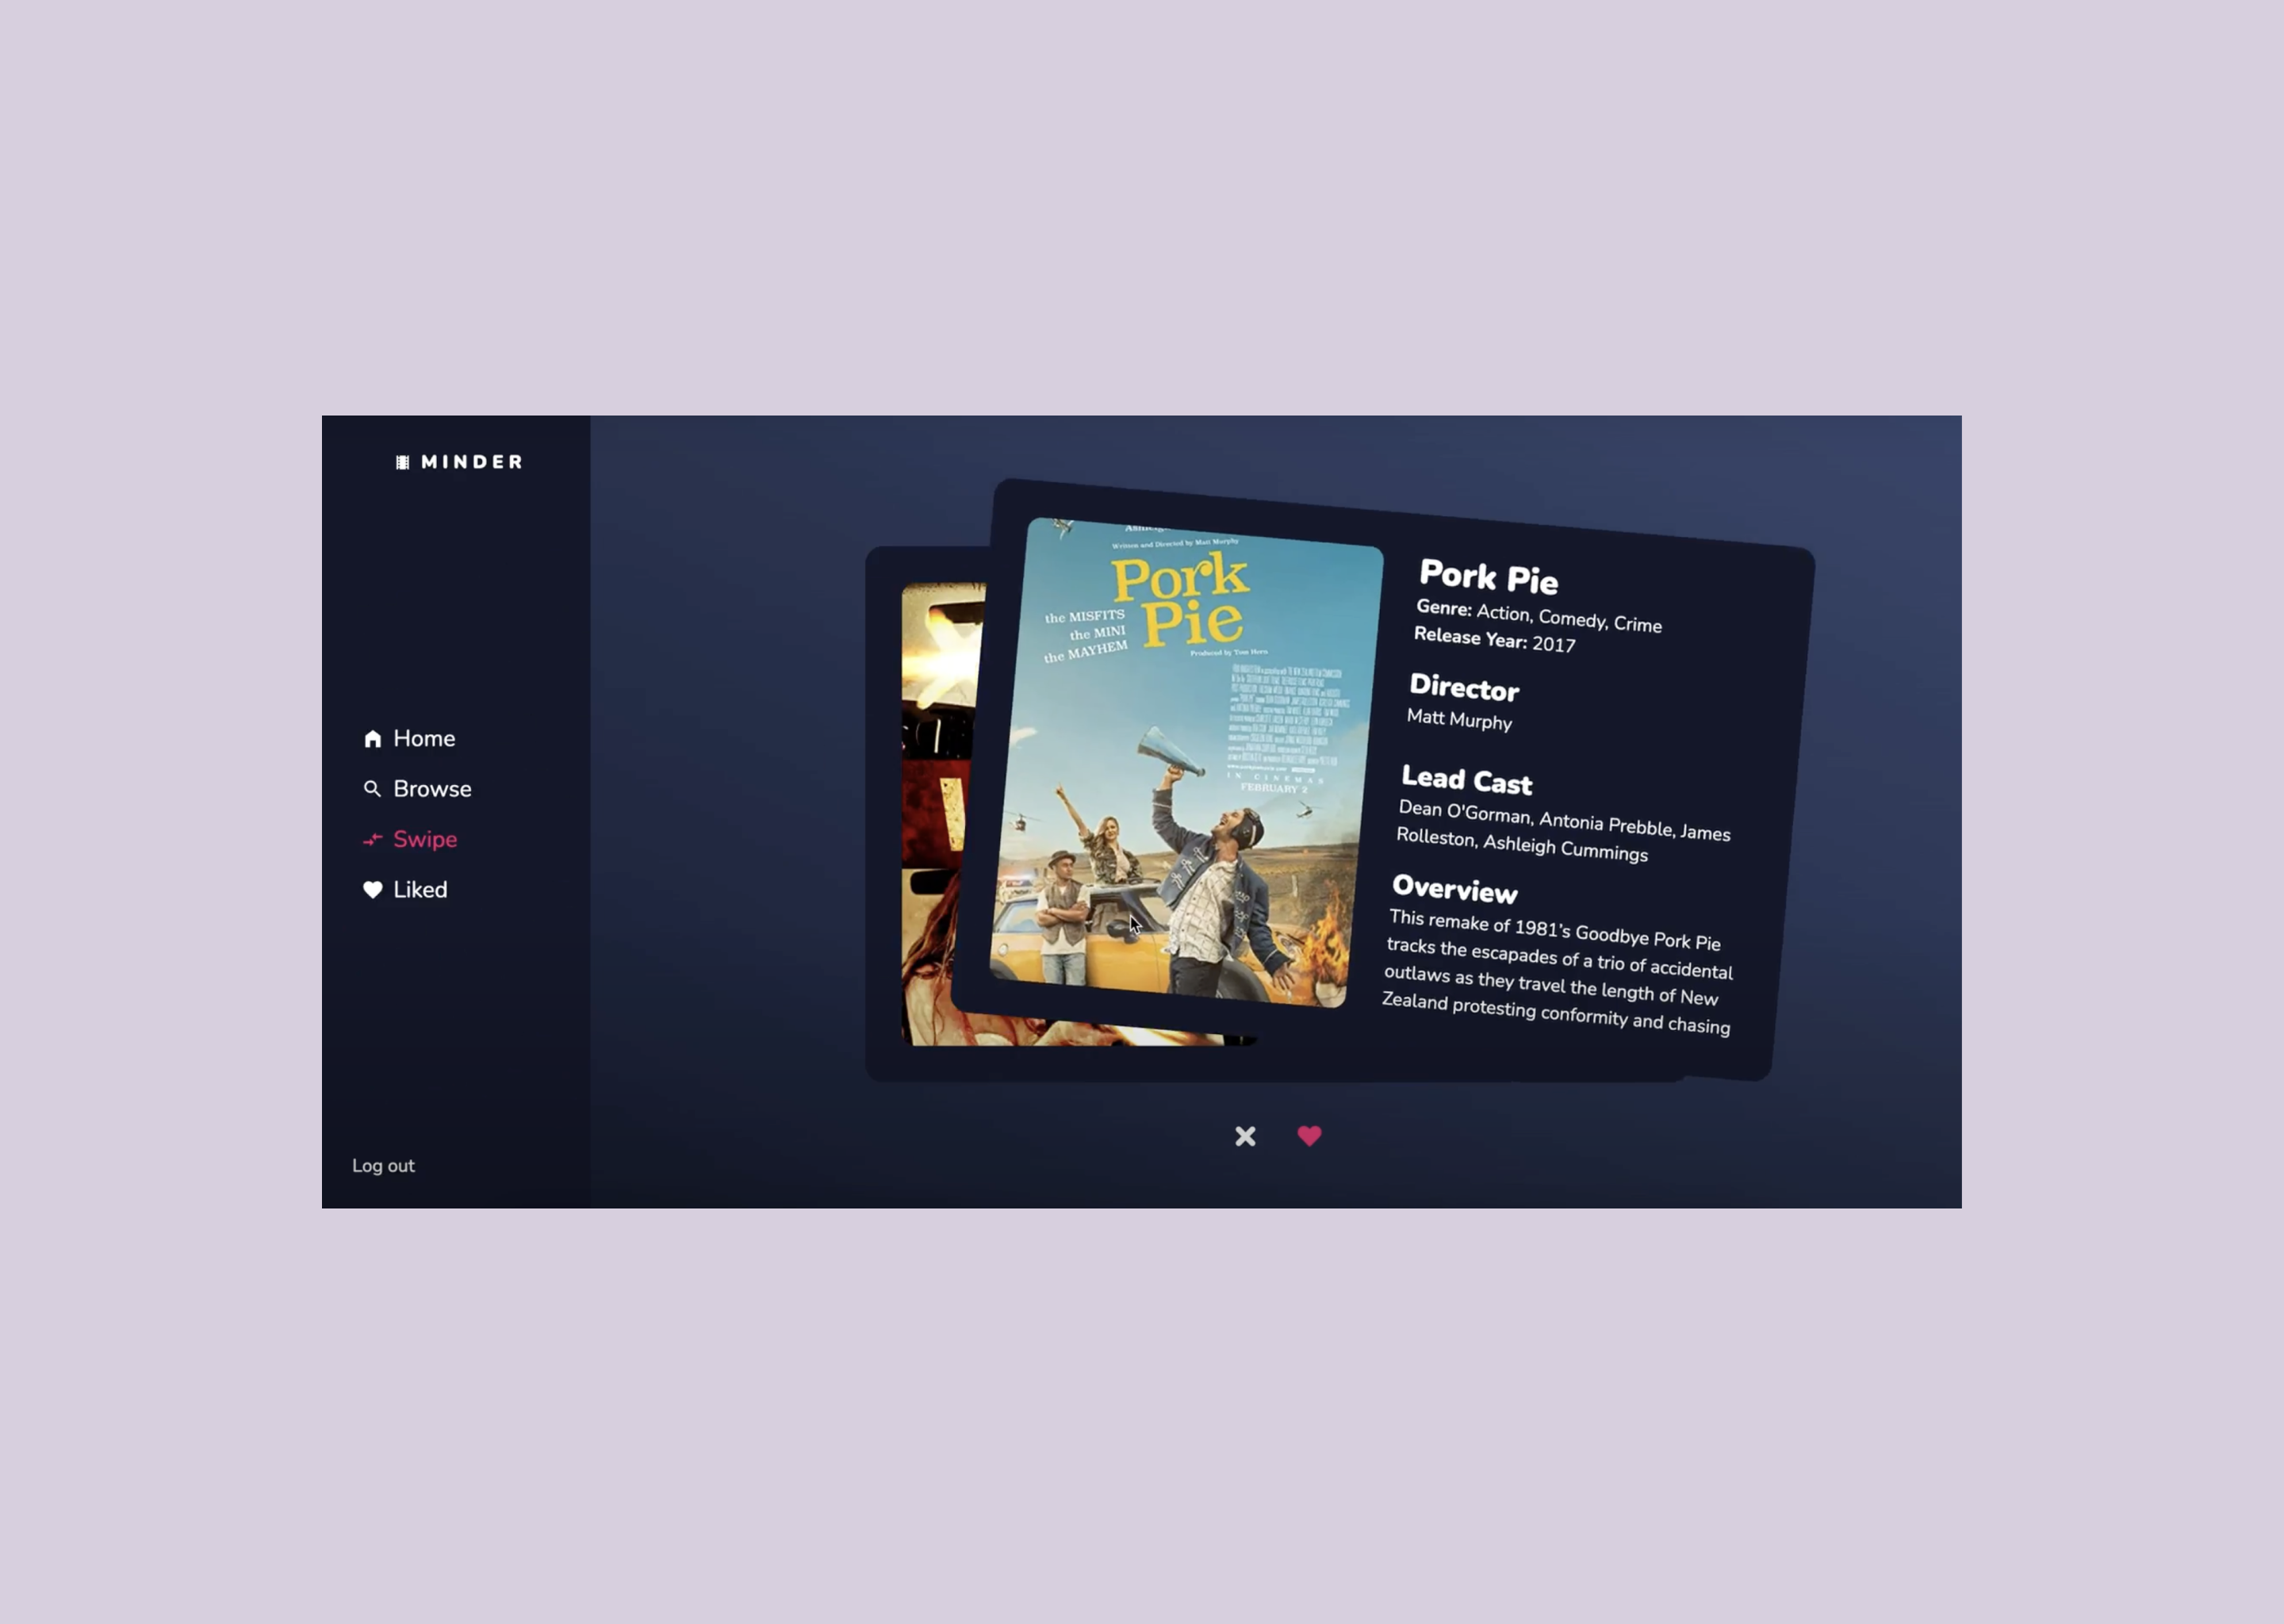 MINDER
Home
Browse
Swipe
Liked
Log out
Written and Directed by Matt Murphy
Pork
Pie
the MISFITS
the MINI
the MAYHEM
Produced by Tom Hern
IN CINEMAS
FEBRUARY 2
Pork Pie
Genre: Action, Comedy, Crime
Release Year: 2017
Director
Matt Murphy
Lead Cast
Dean O'Gorman, Antonia Prebble, James
Rolleston, Ashleigh Cummings
Overview
This remake of 1981's Goodbye Pork Pie
tracks the escapades of a trio of accidental
outlaws as they travel the length of New
Zealand protesting conformity and chasing